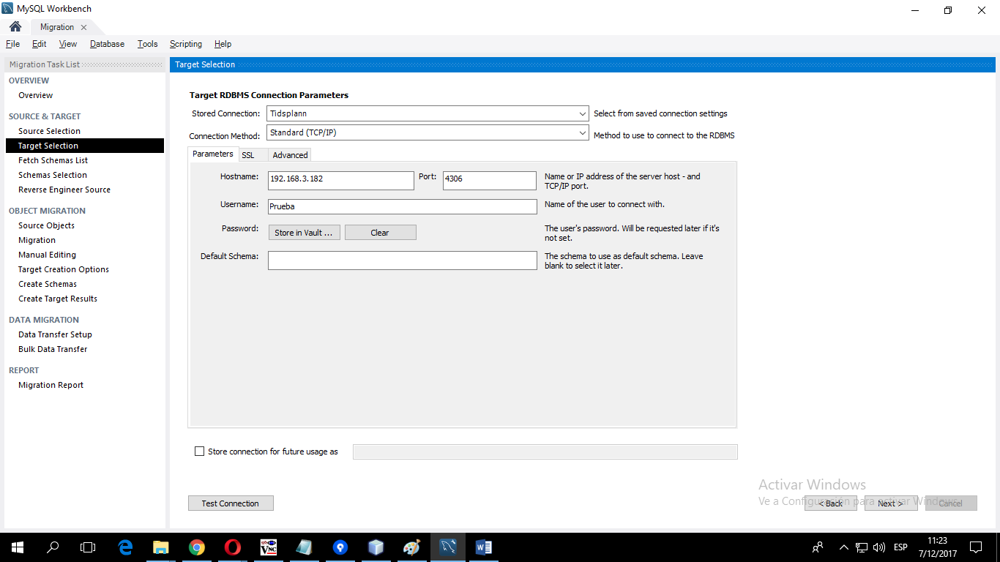 MySQL Workbench
Migration
File Edit View Database Tools Scripting Help
Migration Task List
OVERVIEW
Overview
SOURCE & TARGET
Source Selection
Target Selection
Fetch Schemas List
Schemas Selection
Reverse Engineer Source
OBJECT MIGRATION
Source Objects
Migration
Manual Editing
Target Creation Options
Create Schemas
Create Target Results
DATA MIGRATION
Data Transfer Setup
Bulk Data Transfer
REPORT
Migration Report
Target Selection
Target RDBMS Connection Parameters
Stored Connection: Tidsplann Select from saved connection settings
Connection Method: Standard (TCP/IP) Method to use to connect to the RDBMS
Parameters SSL Advanced
Hostname: 192.168.3.182 Port: 4306 Name or IP address of the server host - and
TCP/IP port.
Username: Prueba Name of the user to connect with.
Password: Store in Vault ... Clear The user's password. Will be requested later if it's
not set.
Default Schema: The schema to use as default schema. Leave
blank to select it later.
Store connection for future usage as
Activar Windows
Ve a Configuración para activar Windows.
Test Connection < Back Next > Cancel
VNC
ESP
11:23
7/12/2017